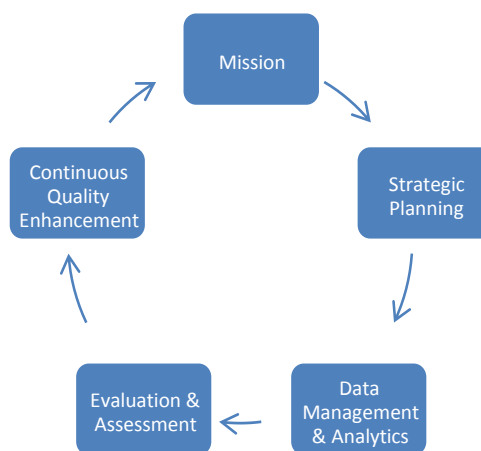 Mission
Strategic
Planning
Data
Management
& Analytics
Evaluation &
Assessment
Continuous
Quality
Enhancement